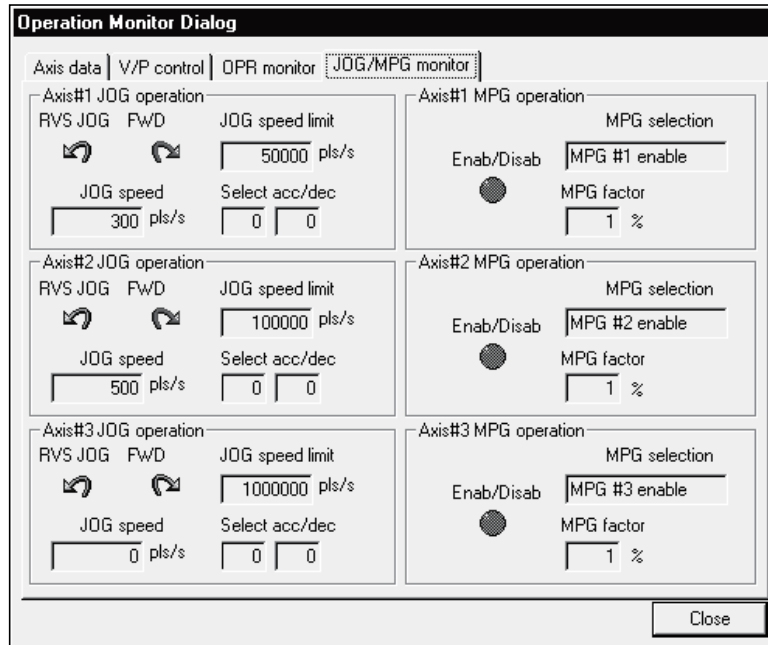 Operation Monitor Dialog
Axis data V/P control OPR monitor JOG/MPG monitor
Axis#1 JOG operation
RVS JOG FWD JOG speed limit
50000 pls/s
JOG speed Select acc/dec
300 pls/s 0 0
Axis#1 MPG operation
MPG selection
Enab/Disab MPG #1 enable
MPG factor
1 %
Axis#2 JOG operation
RVS JOG FWD JOG speed limit
100000 pls/s
JOG speed Select acc/dec
500 pls/s 0 0
Axis#2 MPG operation
MPG selection
Enab/Disab MPG #2 enable
MPG factor
1 %
Axis#3 JOG operation
RVS JOG FWD JOG speed limit
1000000 pls/s
JOG speed Select acc/dec
0 pls/s 0 0
Axis#3 MPG operation
MPG selection
Enab/Disab MPG #3 enable
MPG factor
1 %
Close